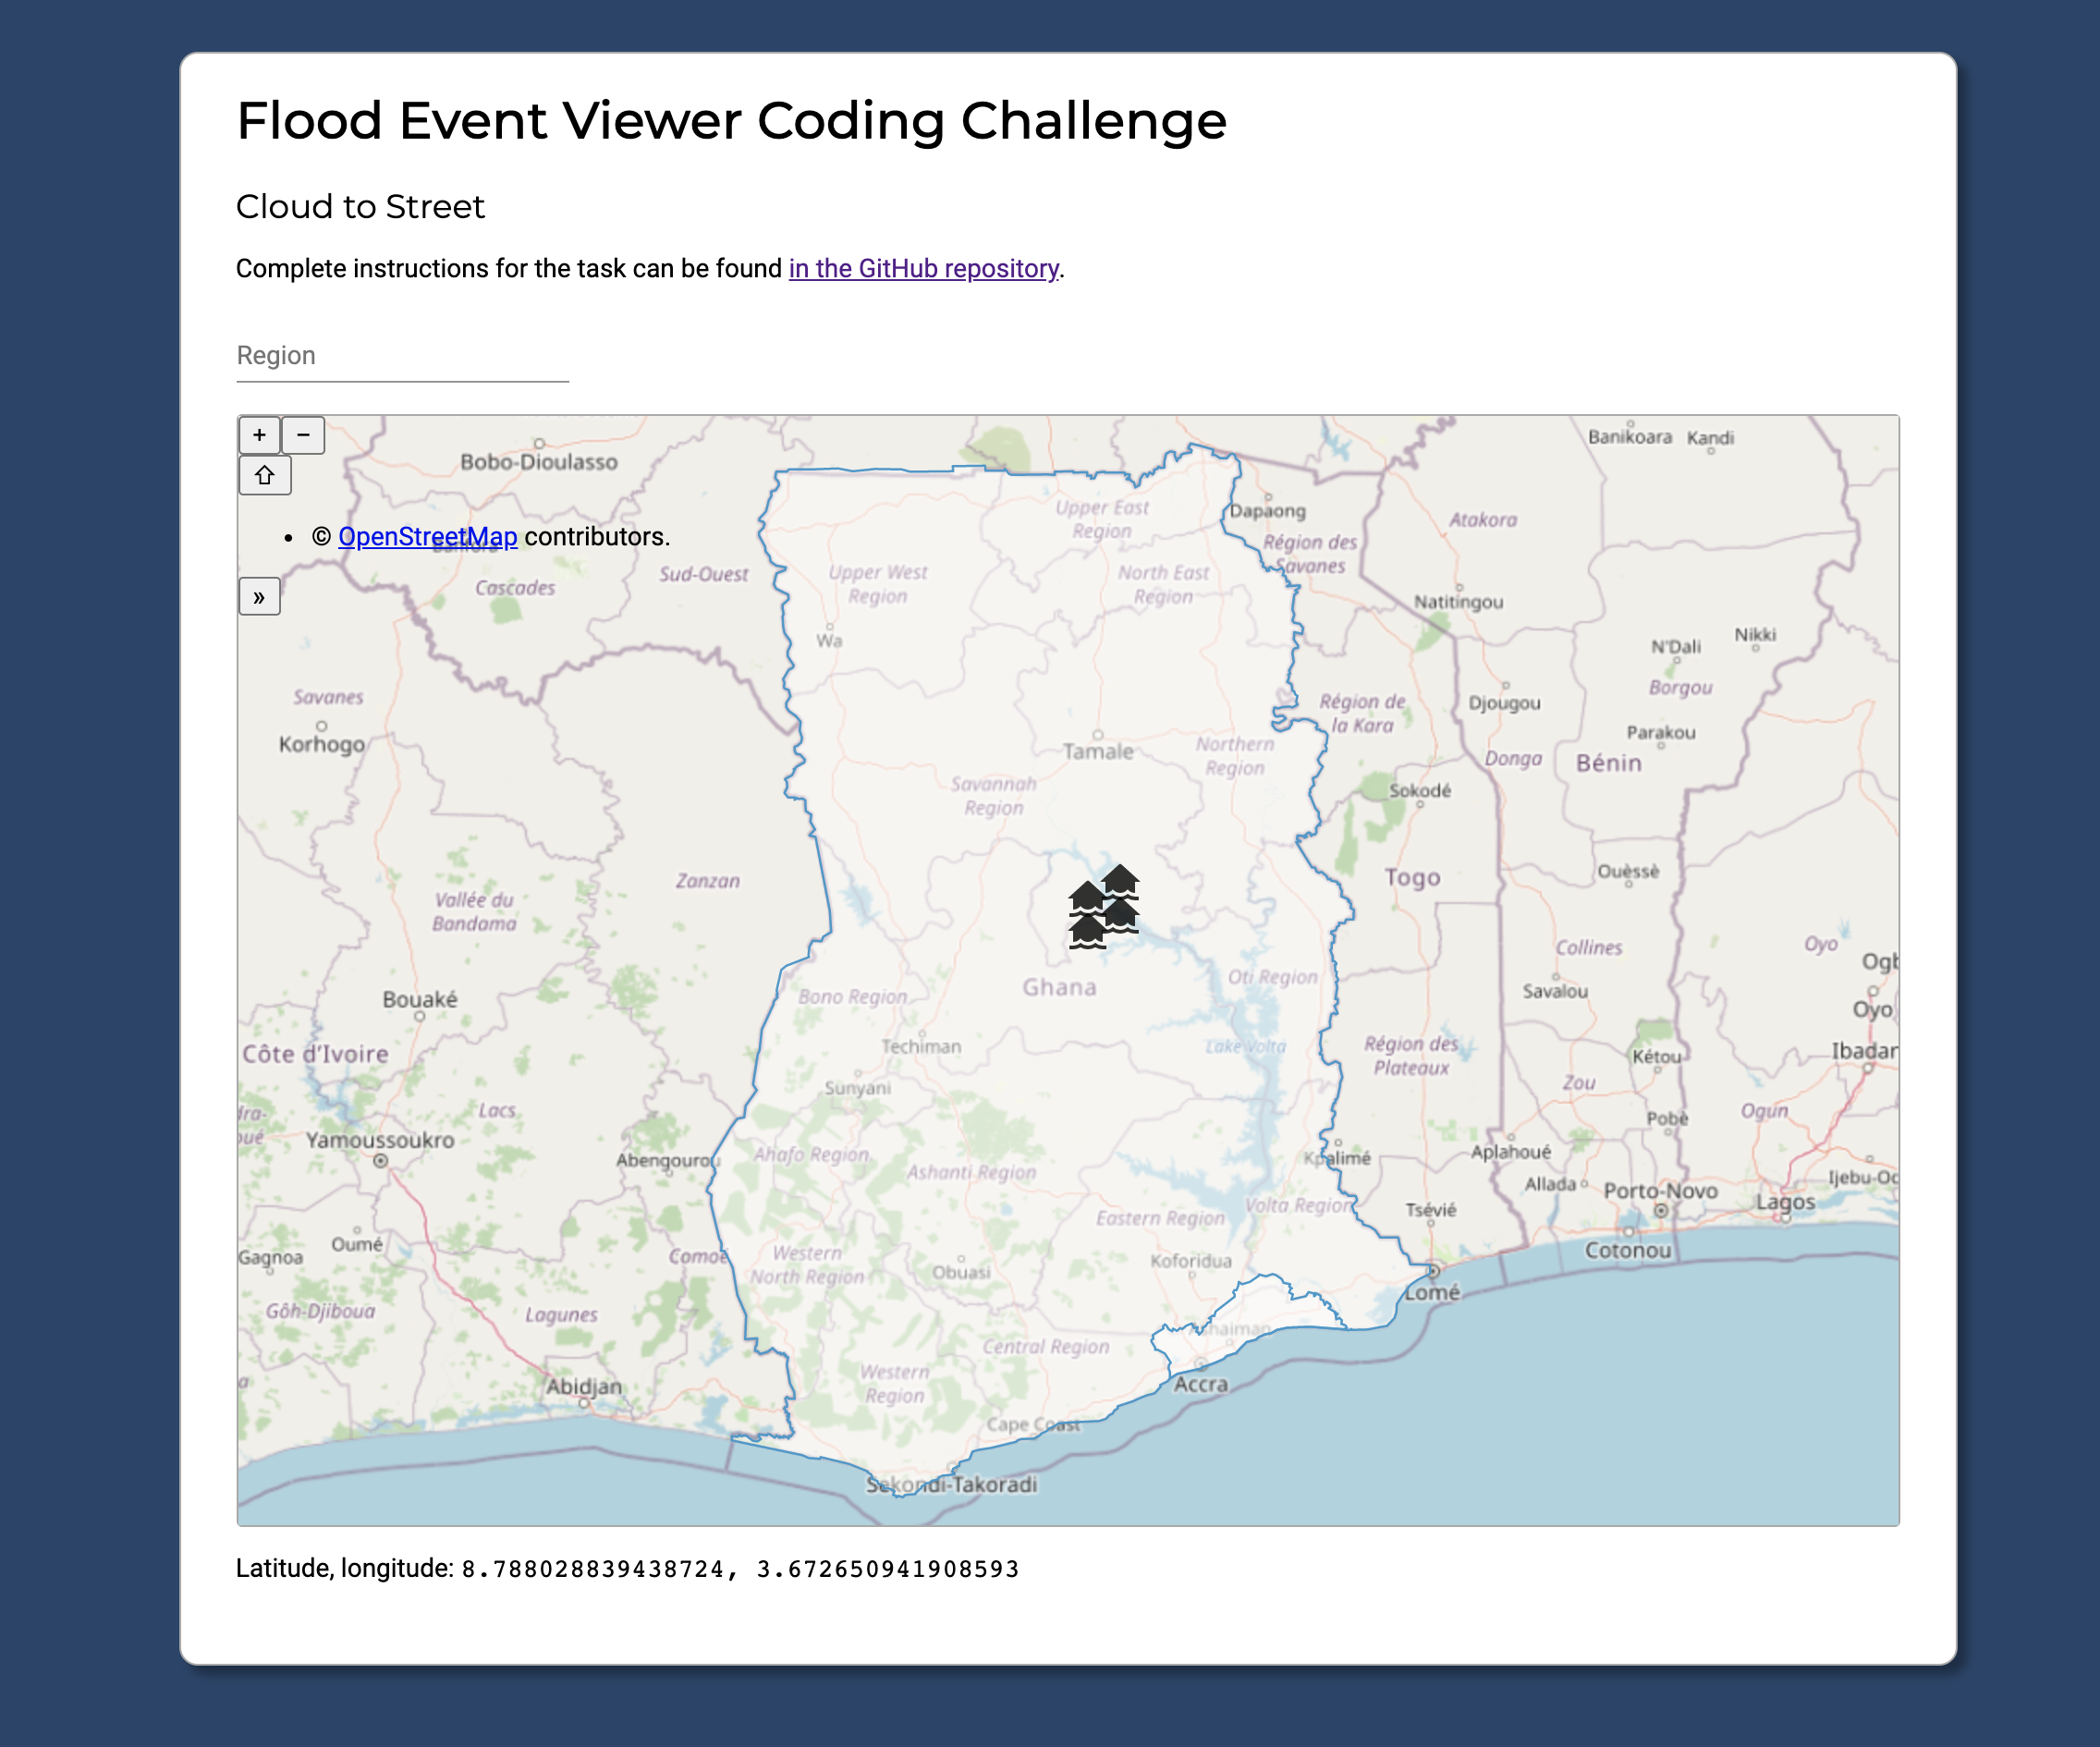 Flood Event Viewer Coding Challenge
Cloud to Street
Complete instructions for the task can be found in the GitHub repository.
Region
+ −
⇧
• © OpenStreetMap contributors.
»
Bobo-Dioulasso
Banikoara Kandi
Dapaong
Upper East
Region
Atakora
Région des
Savanes
Sud-Ouest
Cascades
Upper West
Region
North East
Region
Natitingou
Wa
N'Dali
Nikki
Borgou
Savanes
Korhogo
Région de
la Kara
Djougou
Parakou
Tamale
Northern
Region
Donga
Bénin
Savannah
Region
Sokodé
Zanzan
Togo
Ouèssè
Vallée du
Bandama
Collines
Oyo
Ghana
Oti Region
Savalou
Bouaké
Bono Region
Oyo
Côte d'Ivoire
Techiman
Lake Volta
Région des
Plateaux
Kétou
Sunyani
Zou
Lacs
Ogun
Pobè
Yamoussoukro
Abengourou
Ahafo Region
Ashanti Region
Kpalimé
Aplahoué
Allada
Porto-Novo
Lagos
Eastern Region
Volta Region
Tsévié
Gagnoa
Oumé
Comoé
Western
North Region
Obuasi
Koforidua
Cotonou
Lomé
Gôh-Djiboua
Lagunes
Ashaiman
Central Region
Western
Region
Accra
Abidjan
Cape Coast
Sekondi-Takoradi
Latitude, longitude: 8.788028839438724, 3.672650941908593